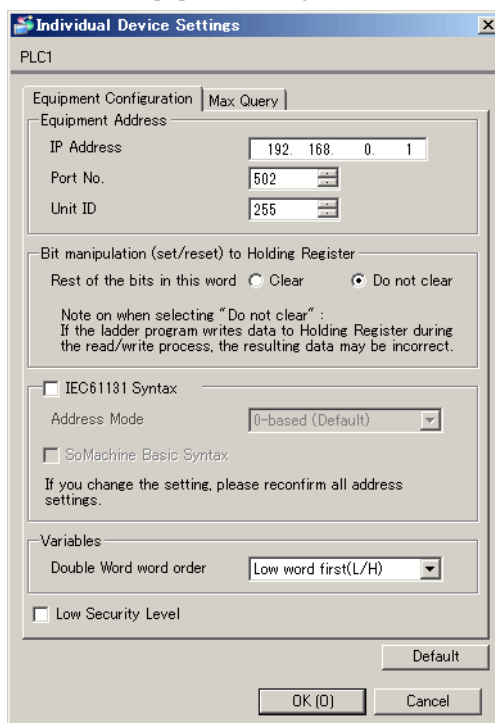 Individual Device Settings
PLC1
Equipment Configuration Max Query
Equipment Address
IP Address 192. 168. 0. 1
Port No. 502
Unit ID 255
Bit manipulation (set/reset) to Holding Register
Rest of the bits in this word Clear Do not clear
Note on when selecting "Do not clear" :
If the ladder program writes data to Holding Register during
the read/write process, the resulting data may be incorrect.
IEC61131 Syntax
Address Mode 0-based (Default)
SoMachine Basic Syntax
If you change the setting, please reconfirm all address
settings.
Variables
Double Word word order Low word first(L/H)
Low Security Level
Default
OK (O) Cancel